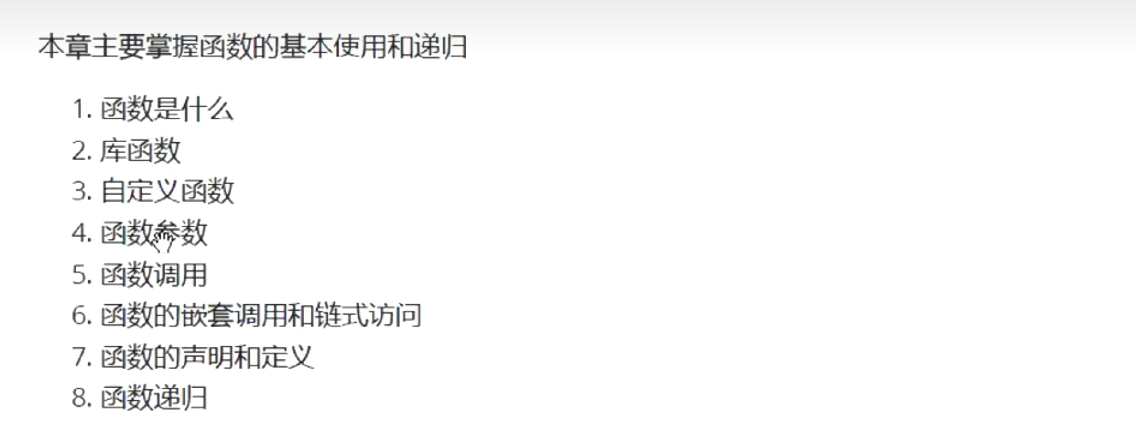 本章主要掌握函数的基本使用和递归
1. 函数是什么
2. 库函数
3. 自定义函数
4. 函数参数
5. 函数调用
6. 函数的嵌套调用和链式访问
7. 函数的声明和定义
8. 函数递归